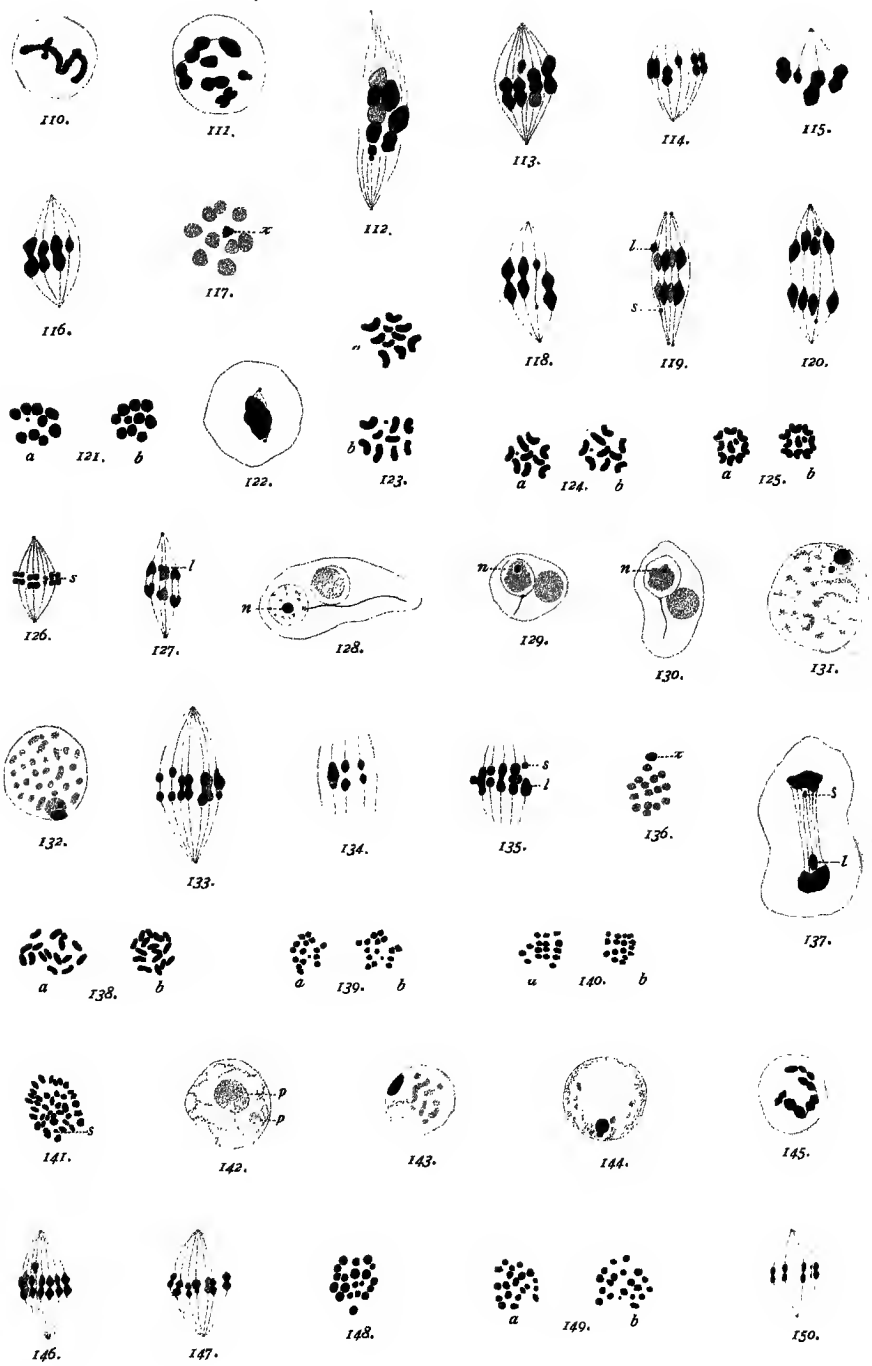 110.
111.
112.
113.
114.
115.
116.
x
117.
118.
l
s
119.
120.
a
b
123.
a 121. b
122.
a 124. b
a 125. b
s
126.
l
127.
n
128.
n
129.
n
130.
131.
132.
133.
134.
s
l
135.
x
136.
s
l
137.
a 138. b
a 139. b
a 140. b
s
141.
p
p
142.
143.
144.
145.
146.
147.
148.
a 149. b
150.